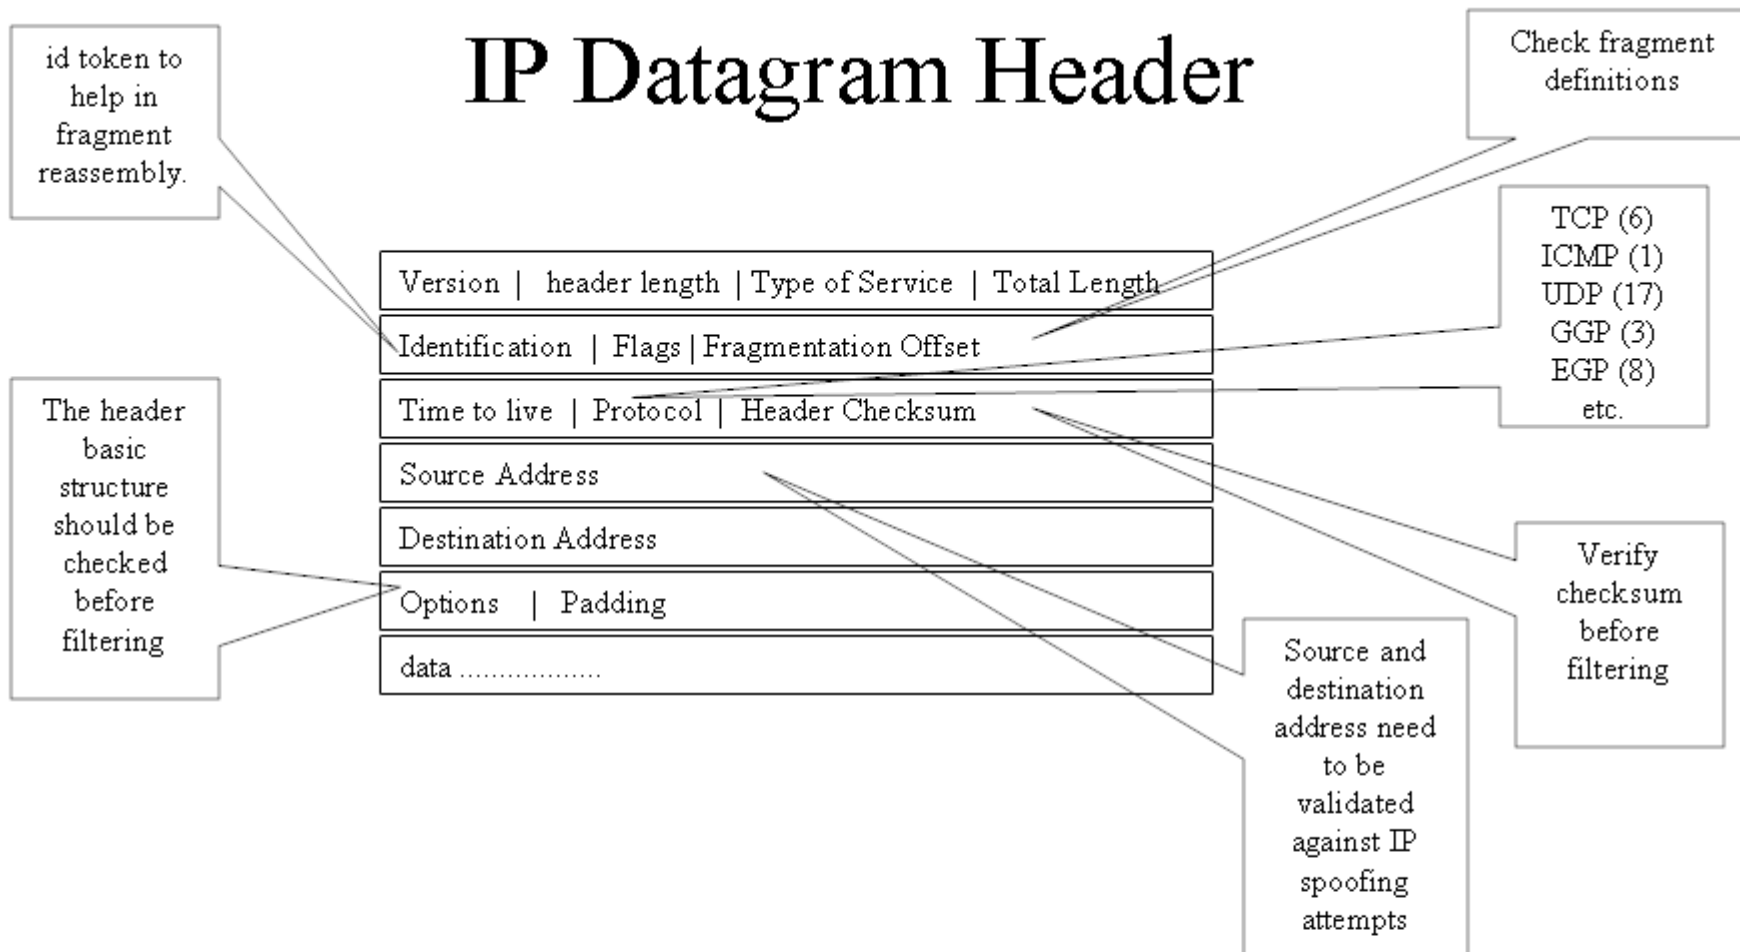 IP Datagram Header
id token to
help in
fragment
reassembly.
Check fragment
definitions
TCP (6)
ICMP (1)
UDP (17)
GGP (3)
EGP (8)
etc.
Version | header length | Type of Service | Total Length
Identification | Flags | Fragmentation Offset
Time to live | Protocol | Header Checksum
Source Address
Destination Address
Options | Padding
data ..................
The header
basic
structure
should be
checked
before
filtering
Verify
checksum
before
filtering
Source and
destination
address need
to be
validated
against IP
spoofing
attempts